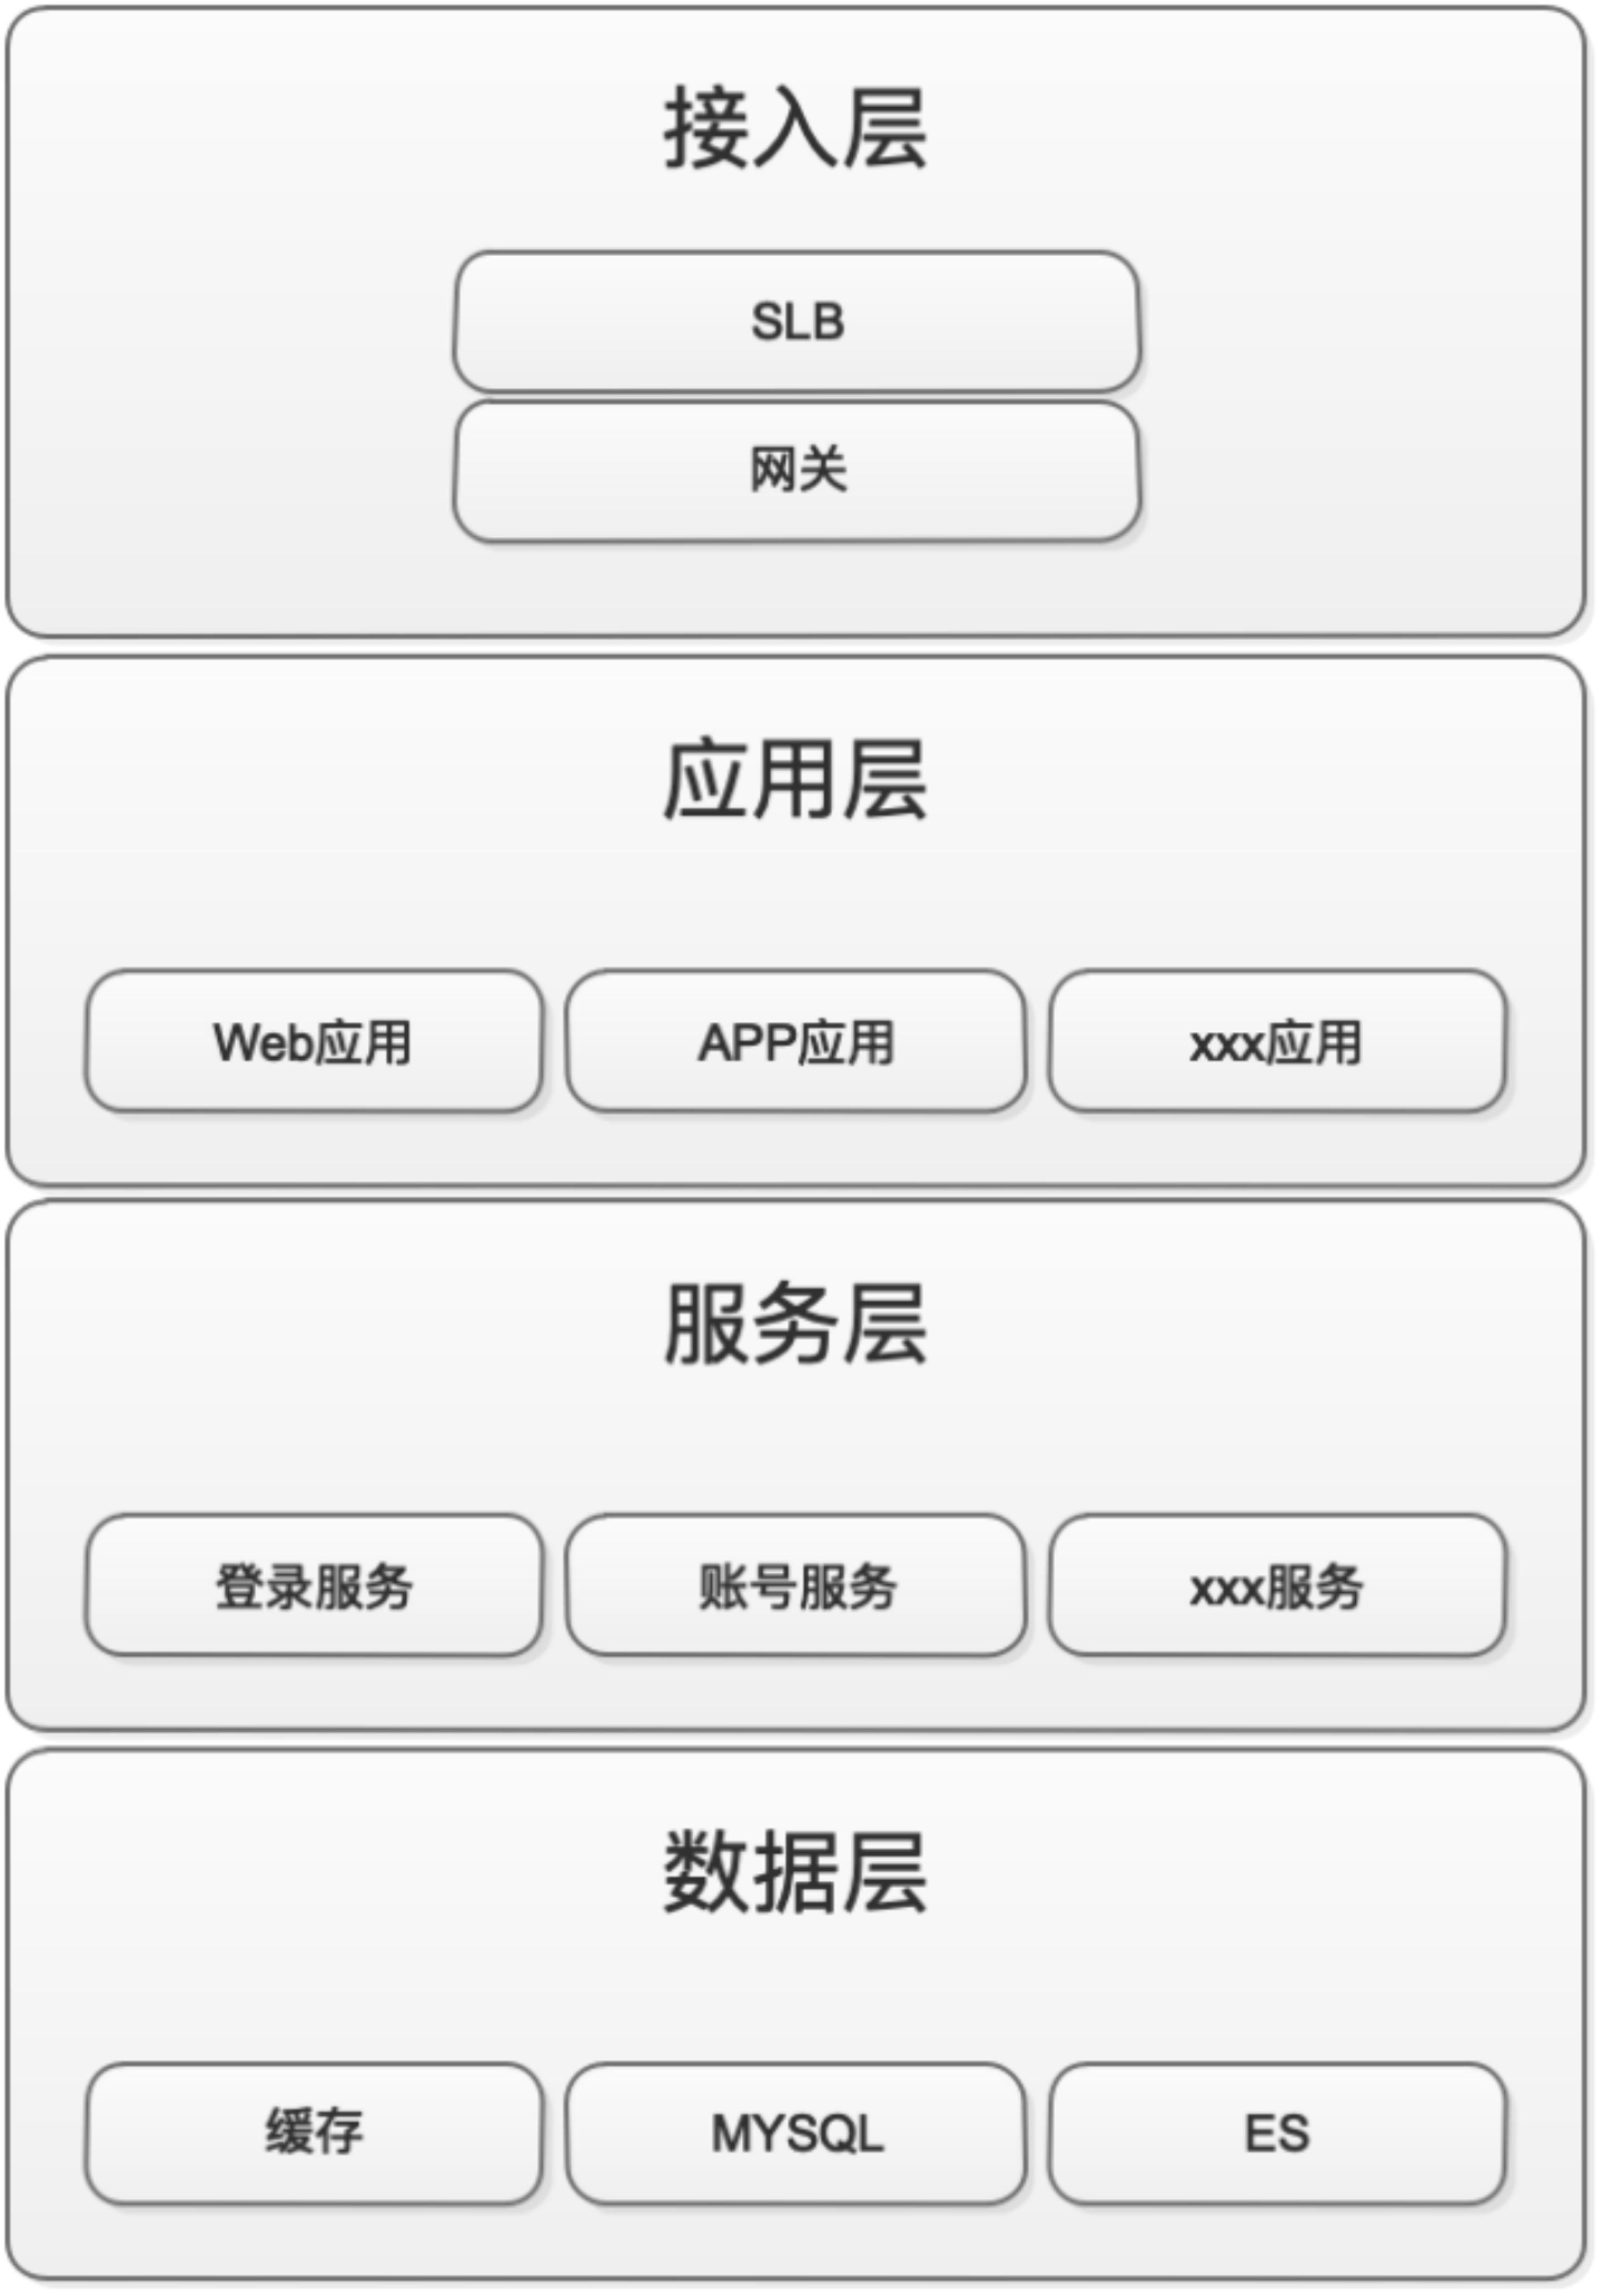 接入层
SLB
网关
应用层
Web应用
APP应用
xxx应用
服务层
登录服务
账号服务
xxx服务
数据层
缓存
MYSQL
ES